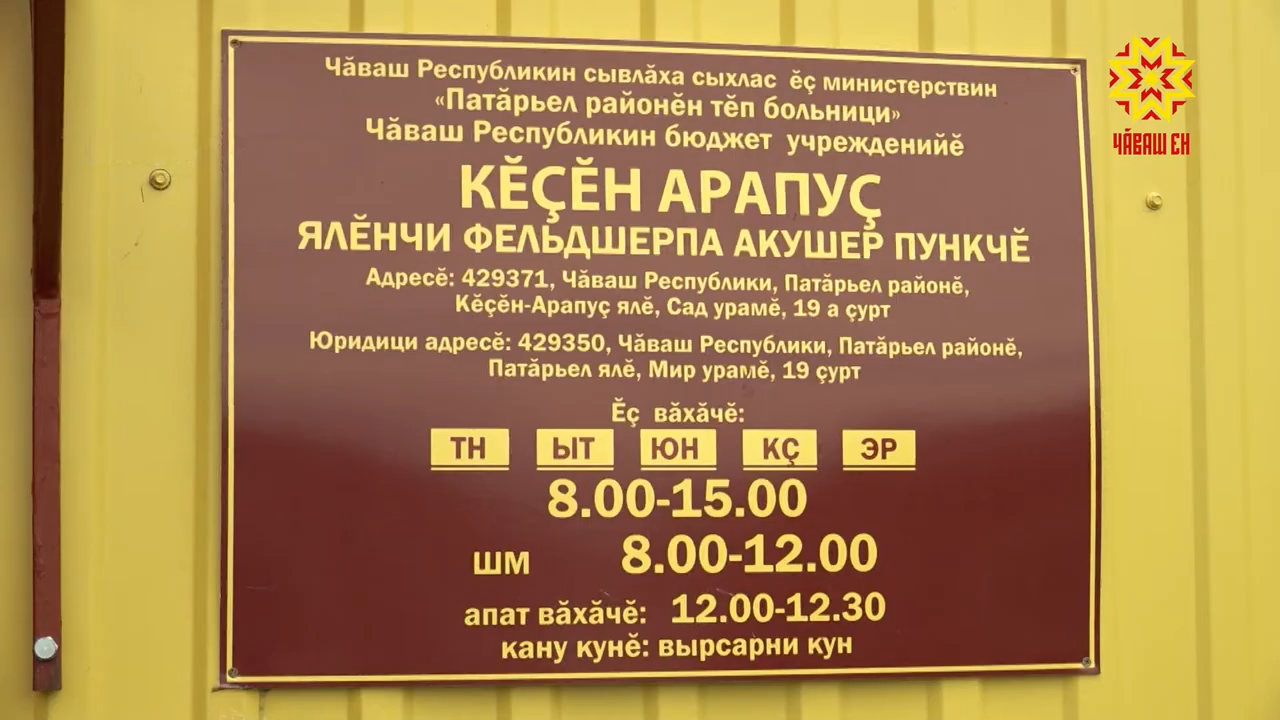 Чӑваш Республикин сывлӑха сыхлас ӗҫ министерствин
«Патӑрьел районӗн тӗп больници»
Чӑваш Республикин бюджет учрежденийӗ
КӖҪӖН АРАПУҪ
ЯЛӖНЧИ ФЕЛЬДШЕРПА АКУШЕР ПУНКЧӖ
Адресӗ: 429371, Чӑваш Республики, Патӑрьел районӗ,
Кӗҫӗн-Арапуҫ ялӗ, Сад урамӗ, 19 а ҫурт
Юридици адресӗ: 429350, Чӑваш Республики, Патӑрьел районӗ,
Патӑрьел ялӗ, Мир урамӗ, 19 ҫурт
Ӗҫ вӑхӑчӗ:
ТН ЫТ ЮН КҪ ЭР
8.00-15.00
ШМ 8.00-12.00
апат вӑхӑчӗ: 12.00-12.30
кану кунӗ: вырсарни кун
ЧӐВАШ ЕН